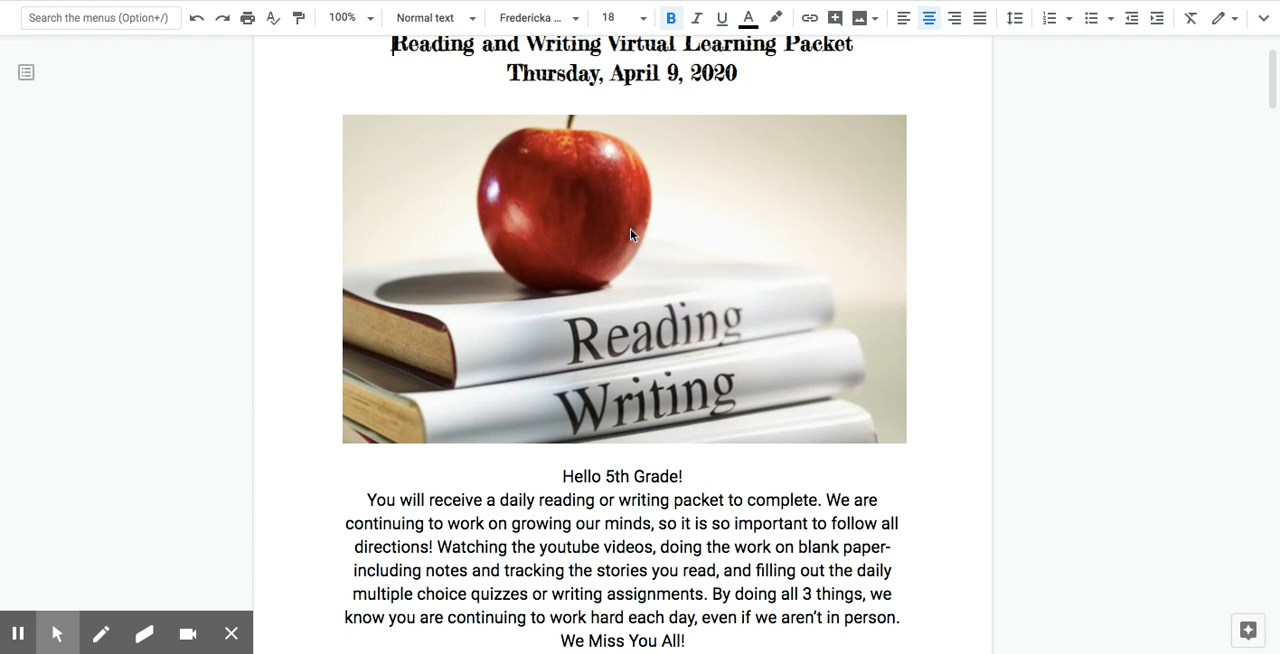 Search the menus (Option+/)
100%
Normal text
Fredericka ...
18
B
I
U
A
Reading and Writing Virtual Learning Packet
Thursday, April 9, 2020
Reading
Writing
Hello 5th Grade!
You will receive a daily reading or writing packet to complete. We are
continuing to work on growing our minds, so it is so important to follow all
directions! Watching the youtube videos, doing the work on blank paper-
including notes and tracking the stories you read, and filling out the daily
multiple choice quizzes or writing assignments. By doing all 3 things, we
know you are continuing to work hard each day, even if we aren't in person.
We Miss You All!